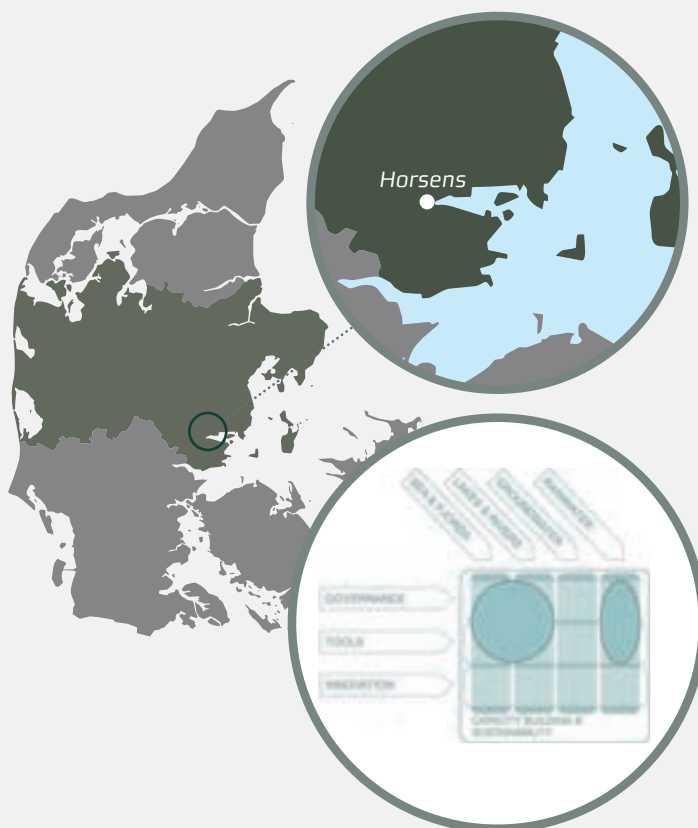 Horsens
SEA & FJORDS
LAKES & RIVERS
GROUNDWATER
RAINWATER
GOVERNANCE
TOOLS
INNOVATION
CAPACITY BUILDING &
SUSTAINABILITY